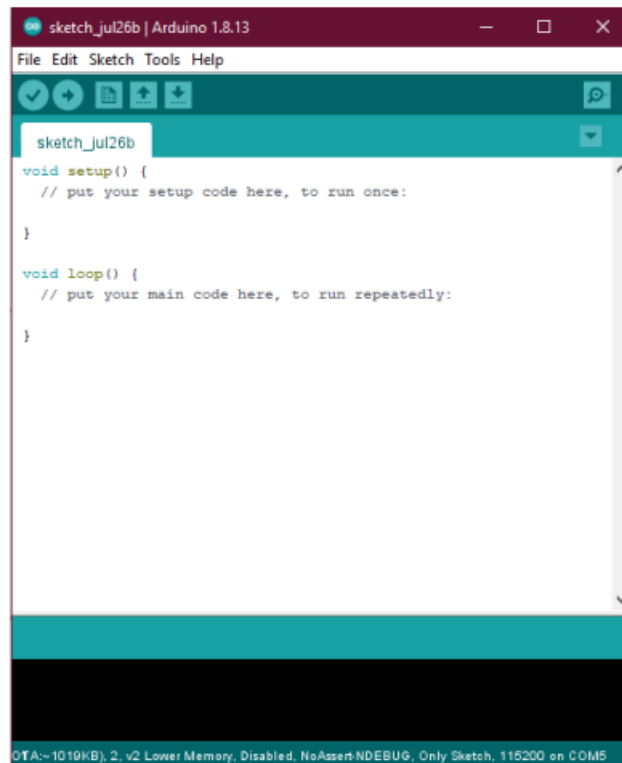 sketch_jul26b | Arduino 1.8.13
File Edit Sketch Tools Help
sketch_jul26b
void setup() {
// put your setup code here, to run once:
}
void loop() {
// put your main code here, to run repeatedly:
}
OTA:~1019KB), 2, v2 Lower Memory, Disabled, NoAssert-NDEBUG, Only Sketch, 115200 on COM5